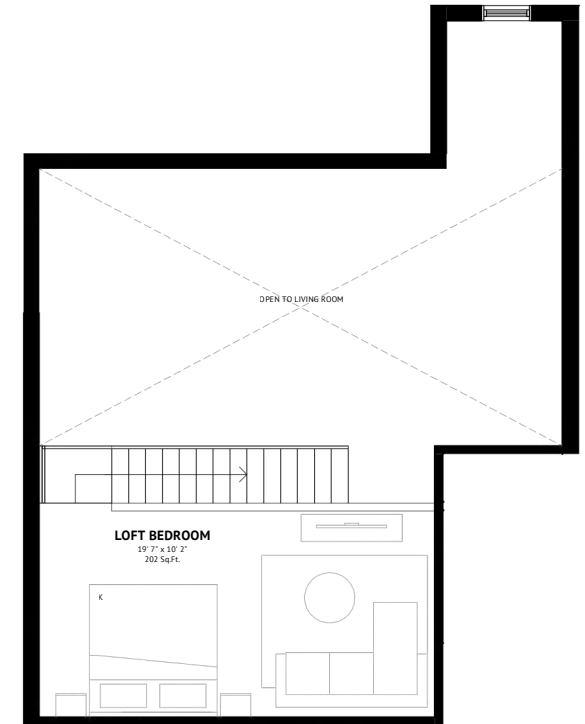 OPEN TO LIVING ROOM
LOFT BEDROOM
19' 7" x 10' 2"
202 Sq.Ft.
K